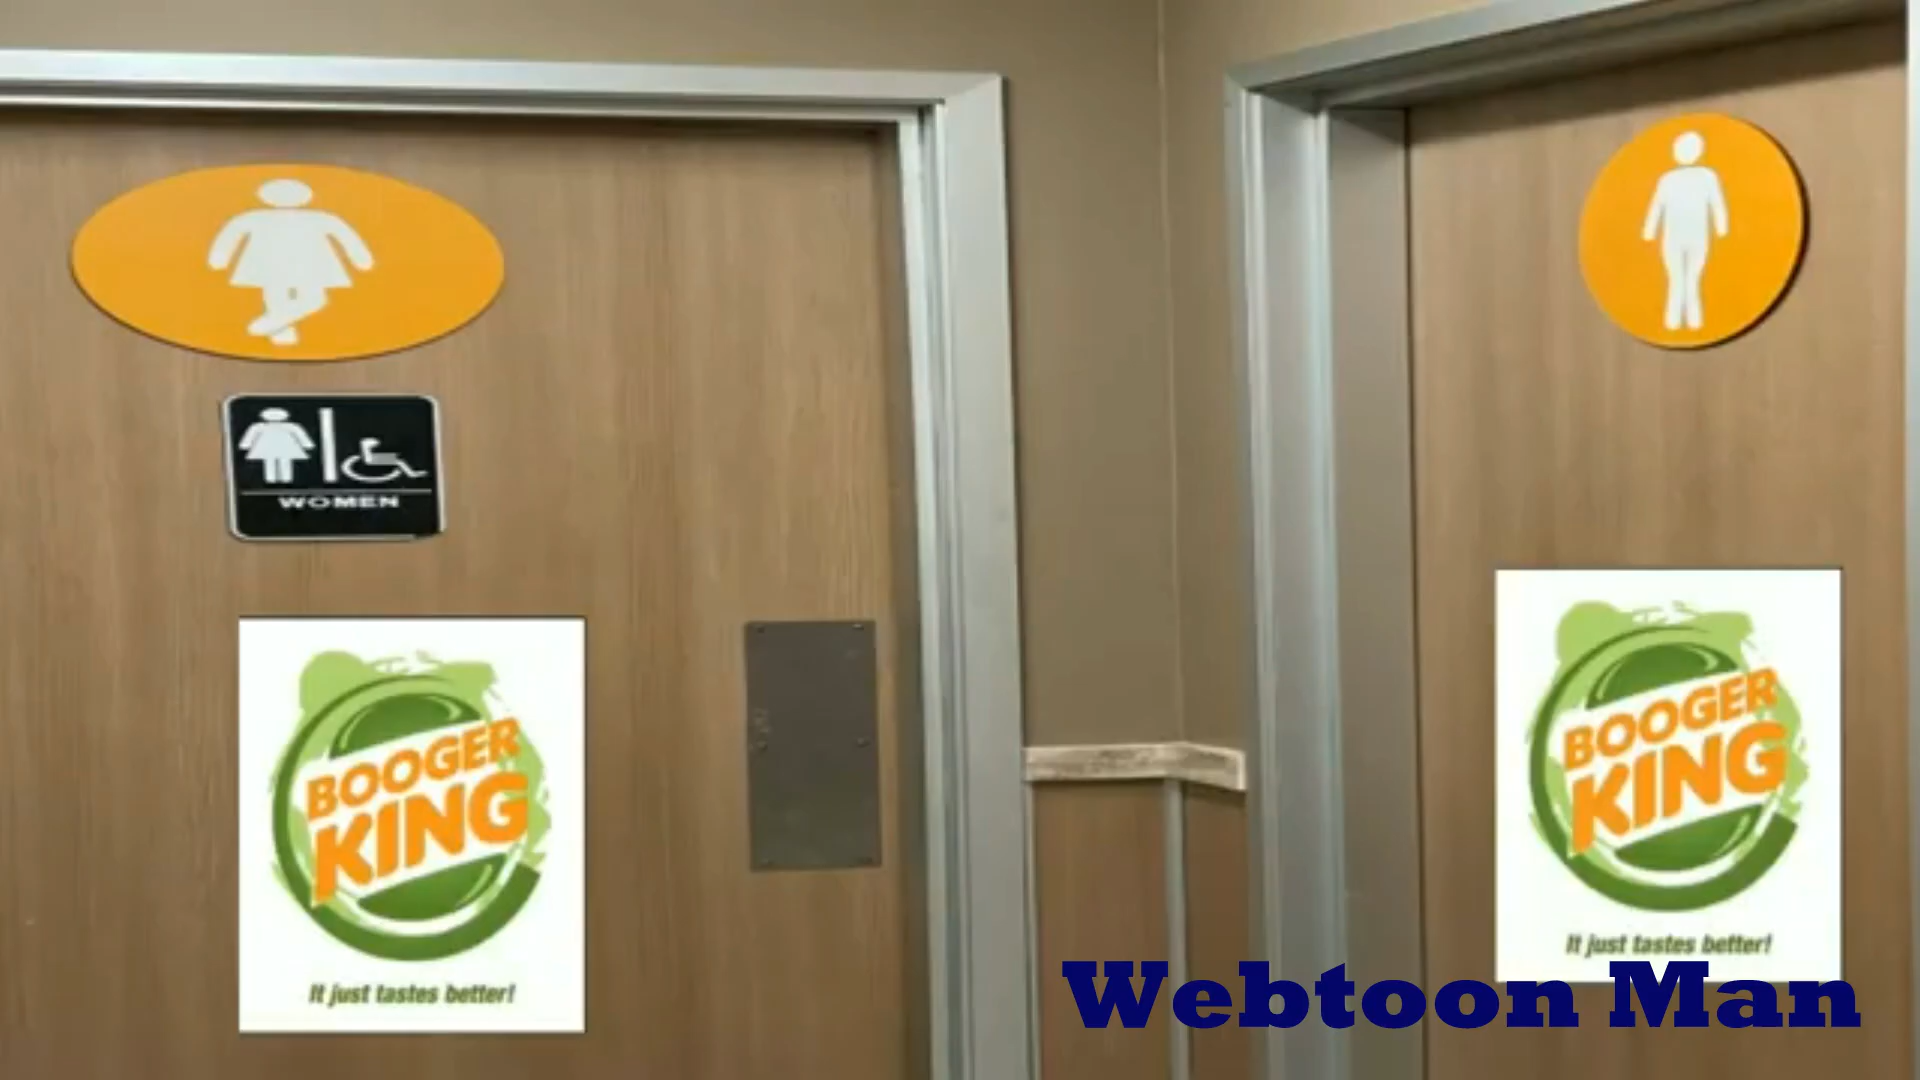 WOMEN
BOOGER
KING
It just tastes better!
BOOGER
KING
It just tastes better!
Webtoon Man